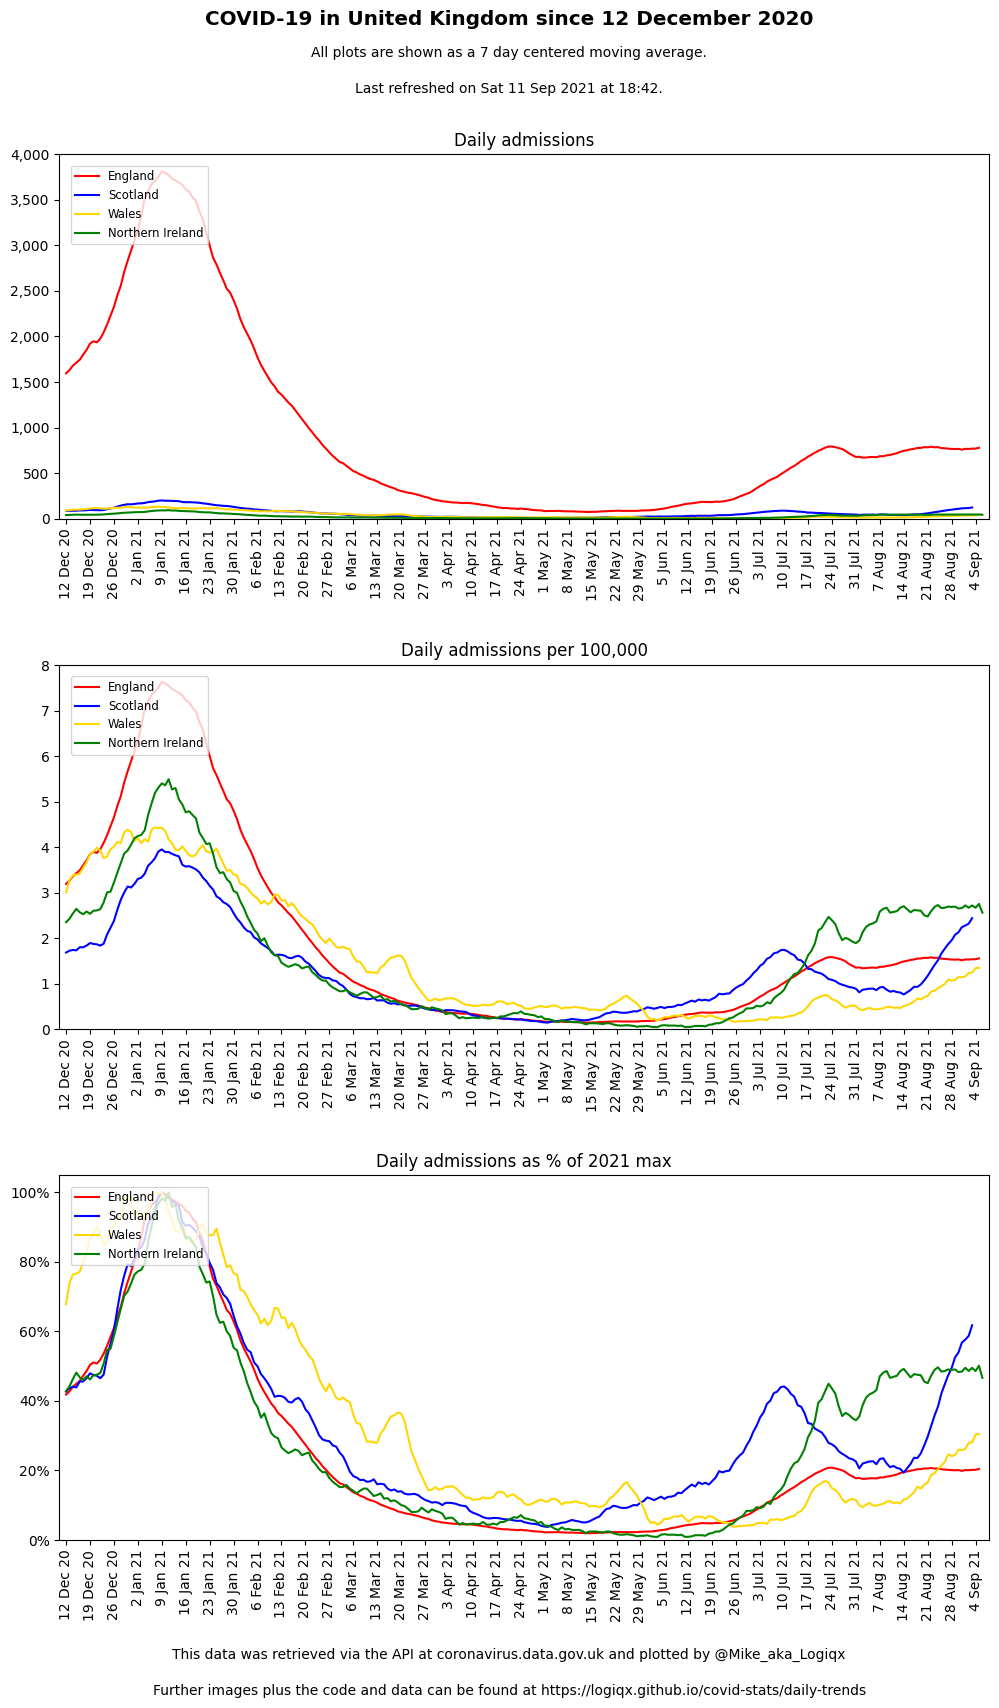 COVID-19 in United Kingdom since 12 December 2020
All plots are shown as a 7 day centered moving average.
Last refreshed on Sat 11 Sep 2021 at 18:42.
Daily admissions
4,000
3,500
3,000
2,500
2,000
1,500
1,000
500
0
England
Scotland
Wales
Northern Ireland
12 Dec 20
19 Dec 20
26 Dec 20
2 Jan 21
9 Jan 21
16 Jan 21
23 Jan 21
30 Jan 21
6 Feb 21
13 Feb 21
20 Feb 21
27 Feb 21
6 Mar 21
13 Mar 21
20 Mar 21
27 Mar 21
3 Apr 21
10 Apr 21
17 Apr 21
24 Apr 21
1 May 21
8 May 21
15 May 21
22 May 21
29 May 21
5 Jun 21
12 Jun 21
19 Jun 21
26 Jun 21
3 Jul 21
10 Jul 21
17 Jul 21
24 Jul 21
31 Jul 21
7 Aug 21
14 Aug 21
21 Aug 21
28 Aug 21
4 Sep 21
Daily admissions per 100,000
8
7
6
5
4
3
2
1
0
England
Scotland
Wales
Northern Ireland
12 Dec 20
19 Dec 20
26 Dec 20
2 Jan 21
9 Jan 21
16 Jan 21
23 Jan 21
30 Jan 21
6 Feb 21
13 Feb 21
20 Feb 21
27 Feb 21
6 Mar 21
13 Mar 21
20 Mar 21
27 Mar 21
3 Apr 21
10 Apr 21
17 Apr 21
24 Apr 21
1 May 21
8 May 21
15 May 21
22 May 21
29 May 21
5 Jun 21
12 Jun 21
19 Jun 21
26 Jun 21
3 Jul 21
10 Jul 21
17 Jul 21
24 Jul 21
31 Jul 21
7 Aug 21
14 Aug 21
21 Aug 21
28 Aug 21
4 Sep 21
Daily admissions as % of 2021 max
100%
80%
60%
40%
20%
0%
England
Scotland
Wales
Northern Ireland
12 Dec 20
19 Dec 20
26 Dec 20
2 Jan 21
9 Jan 21
16 Jan 21
23 Jan 21
30 Jan 21
6 Feb 21
13 Feb 21
20 Feb 21
27 Feb 21
6 Mar 21
13 Mar 21
20 Mar 21
27 Mar 21
3 Apr 21
10 Apr 21
17 Apr 21
24 Apr 21
1 May 21
8 May 21
15 May 21
22 May 21
29 May 21
5 Jun 21
12 Jun 21
19 Jun 21
26 Jun 21
3 Jul 21
10 Jul 21
17 Jul 21
24 Jul 21
31 Jul 21
7 Aug 21
14 Aug 21
21 Aug 21
28 Aug 21
4 Sep 21
This data was retrieved via the API at coronavirus.data.gov.uk and plotted by @Mike_aka_Logiqx
Further images plus the code and data can be found at https://logiqx.github.io/covid-stats/daily-trends